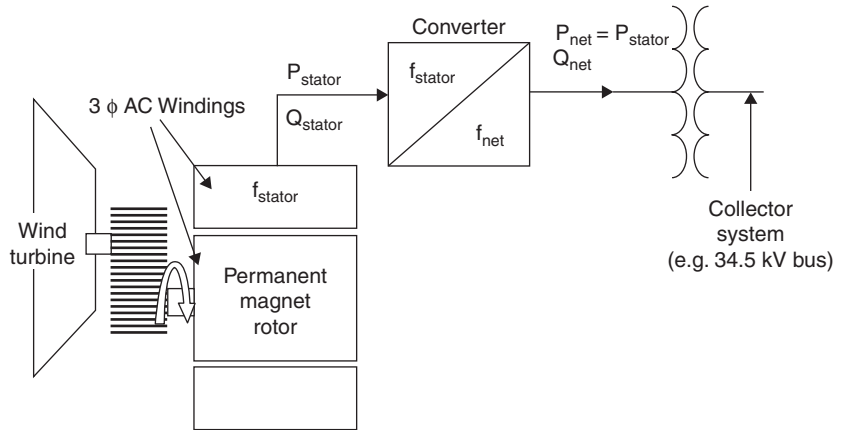 Converter
P_net = P_stator
Q_net
f_stator
f_net
P_stator
Q_stator
3 ϕ AC Windings
f_stator
Wind
turbine
Permanent
magnet
rotor
Collector
system
(e.g. 34.5 kV bus)